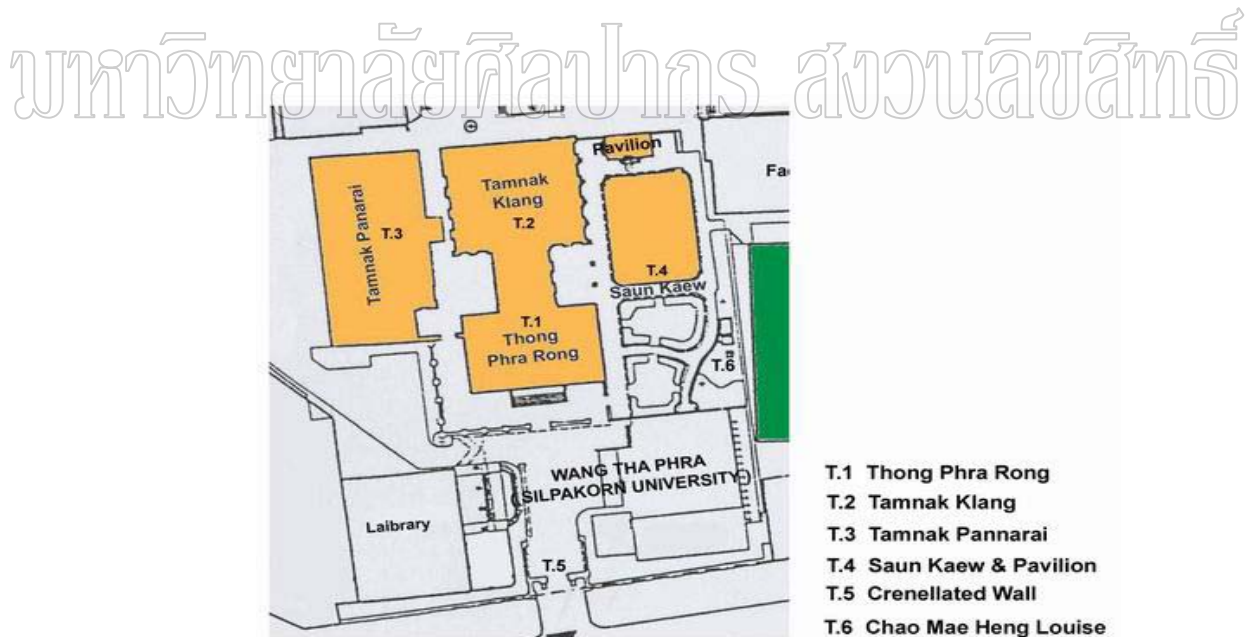 มหาวิทยาลัยศิลปากร สงวนลิขสิทธิ์
Pavilion
Tamnak
Klang
T.2
Tamnak Panarai
T.3
T.4
Saun Kaew
T.1
Thong
Phra Rong
T.6
WANG THA PHRA
SILPAKORN UNIVERSITY
Laibrary
T.5
T.1 Thong Phra Rong
T.2 Tamnak Klang
T.3 Tamnak Pannarai
T.4 Saun Kaew & Pavilion
T.5 Crenellated Wall
T.6 Chao Mae Heng Louise